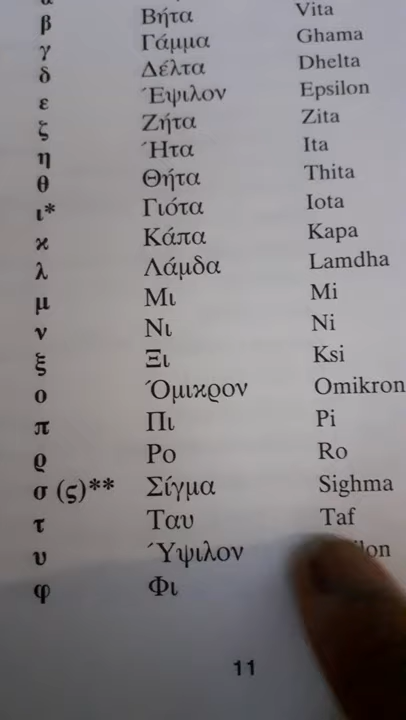 β Βήτα Vita
γ Γάμμα Ghama
δ Δέλτα Dhelta
ε Έψιλον Epsilon
ζ Ζήτα Zita
η Ήτα Ita
θ Θήτα Thita
ι* Γιότα Iota
ϰ Κάπα Kapa
λ Λάμδα Lamdha
μ Μι Mi
ν Νι Ni
ξ Ξι Ksi
ο Όμιϰρον Omikron
π Πι Pi
ϱ Ρο Ro
σ (ς)** Σίγμα Sighma
τ Ταυ Taf
υ Ύψιλον
φ Φι
11